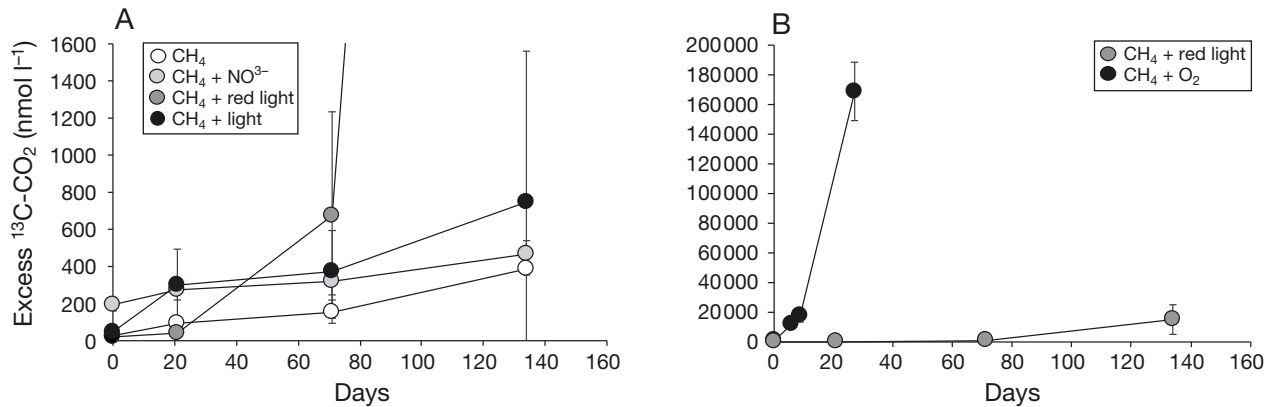 A
Excess ¹³C-CO₂ (nmol l⁻¹)
1600
1400
1200
1000
800
600
400
200
0
CH₄
CH₄ + NO³⁻
CH₄ + red light
CH₄ + light
0 20 40 60 80 100 120 140 160
Days
B
200000
180000
160000
140000
120000
100000
80000
60000
40000
20000
0
CH₄ + red light
CH₄ + O₂
0 20 40 60 80 100 120 140 160
Days